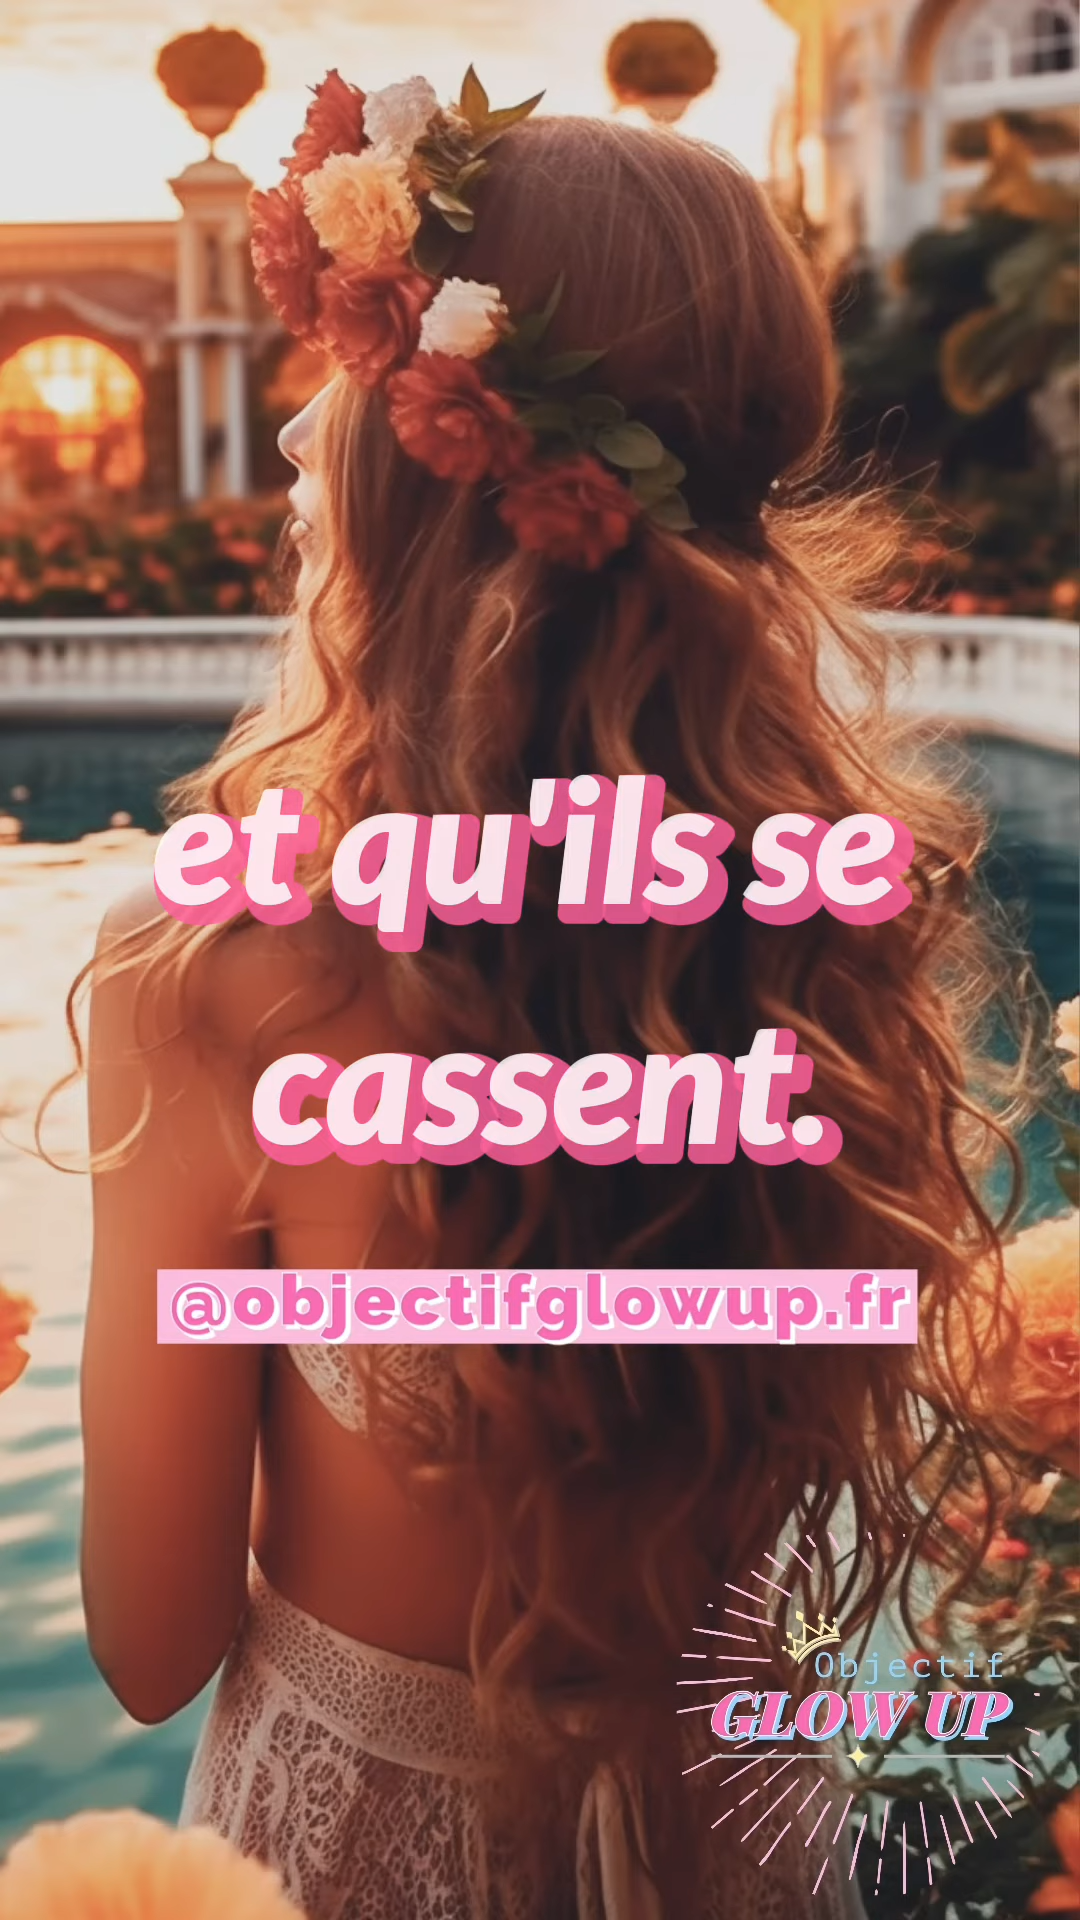 et qu'ils se
cassent.
@objectifglowup.fr
Objectif
GLOW UP